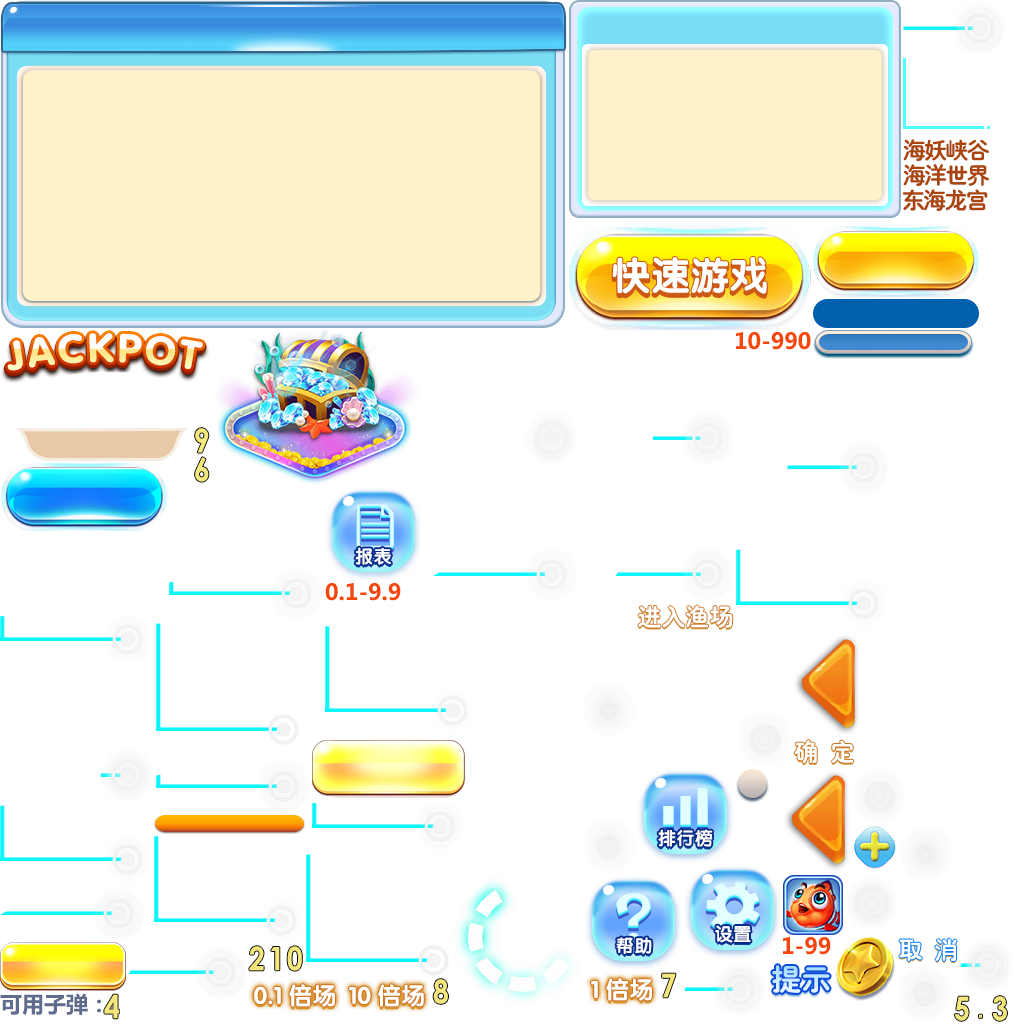 海妖峡谷
海洋世界
东海龙宫
快速游戏
10-990
JACKPOT
9
6
报表
0.1-9.9
进入渔场
确 定
排行榜
帮助
设置
1-99
取 消
210
提示
0.1倍场 10倍场 8
1倍场 7
可用子弹:4
5.3